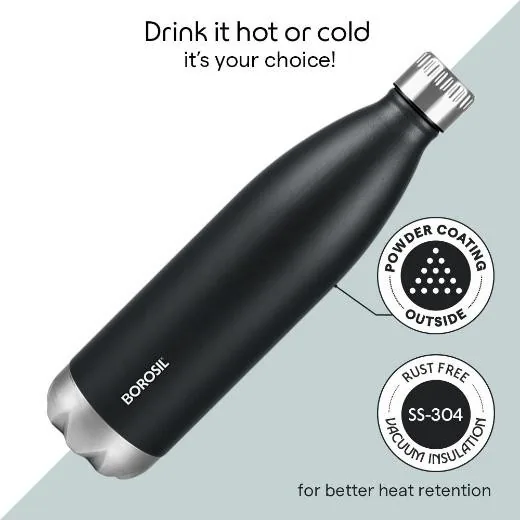 Drink it hot or cold
it's your choice!
POWDER COATING
OUTSIDE
BOROSIL
RUST FREE
SS-304
VACUUM INSULATION
for better heat retention